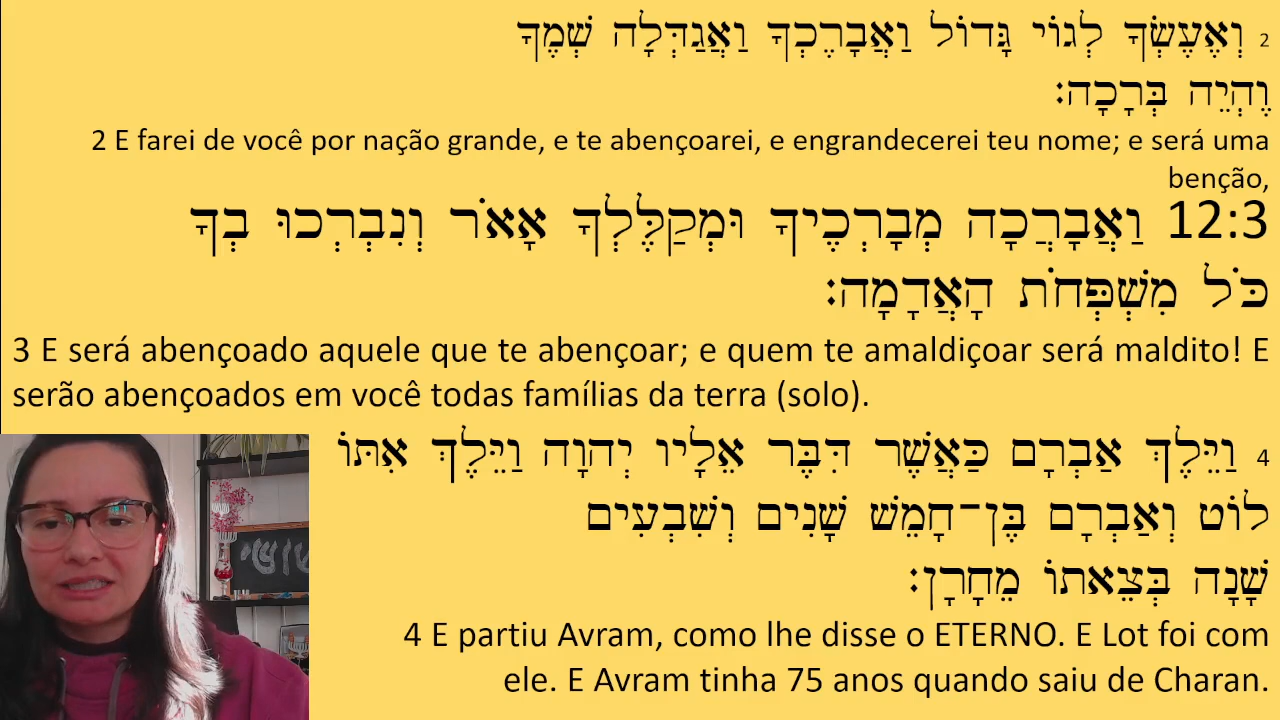 2 וְאֶעֶשְׂךָ לְגוֹי גָּדוֹל וַאֲבָרֶכְךָ וַאֲגַדְּלָה שְׁמֶךָ
וֶהְיֵה בְּרָכָה׃
2 E farei de você por nação grande, e te abençoarei, e engrandecerei teu nome; e será uma
benção,
12:3 וַאֲבָרֲכָה מְבָרְכֶיךָ וּמְקַלֶּלְךָ אָאֹר וְנִבְרְכוּ בְךָ
כֹּל מִשְׁפְּחֹת הָאֲדָמָה׃
3 E será abençoado aquele que te abençoar; e quem te amaldiçoar será maldito! E
serão abençoados em você todas famílias da terra (solo).
4 וַיֵּלֶךְ אַבְרָם כַּאֲשֶׁר דִּבֶּר אֵלָיו יְהוָה וַיֵּלֶךְ אִתּוֹ
לוֹט וְאַבְרָם בֶּן־חָמֵשׁ שָׁנִים וְשִׁבְעִים
שָׁנָה בְּצֵאתוֹ מֵחָרָן׃
4 E partiu Avram, como lhe disse o ETERNO. E Lot foi com
ele. E Avram tinha 75 anos quando saiu de Charan.